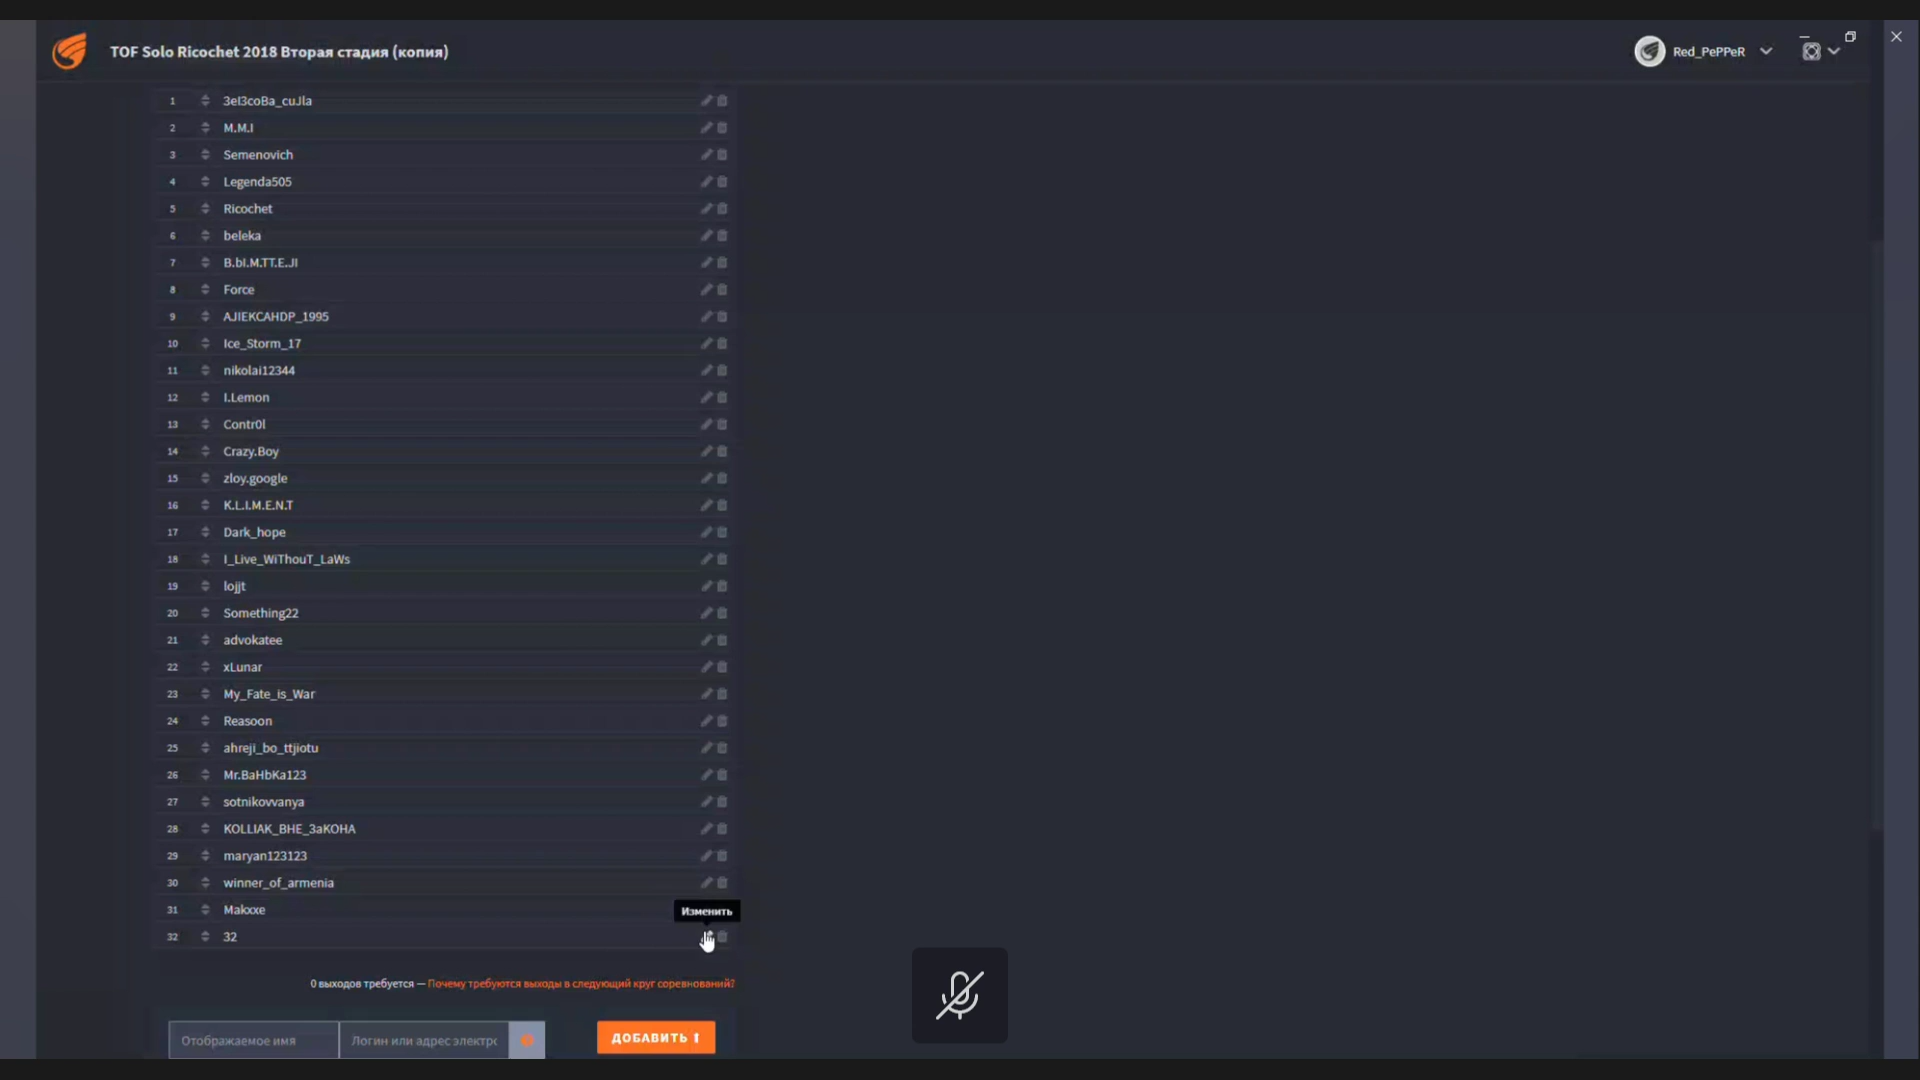 TOF Solo Ricochet 2018 Вторая стадия (копия)
Red_PePPeR
1 3eI3coBa_cuJIa
2 M.M.I
3 Semenovich
4 Legenda505
5 Ricochet
6 beleka
7 B.bI.M.TT.E.JI
8 Force
9 AJIEKCAHDP_1995
10 Ice_Storm_17
11 nikolai12344
12 I.Lemon
13 Contr0l
14 Crazy.Boy
15 zloy.google
16 K.L.I.M.E.N.T
17 Dark_hope
18 I_Live_WiThouT_LaWs
19 lojjt
20 Something22
21 advokatee
22 xLunar
23 My_Fate_is_War
24 Reasoon
25 ahreji_bo_ttjiotu
26 Mr.BaHbKa123
27 sotnikovvanya
28 KOLLIAK_BHE_3aKOHA
29 maryan123123
30 winner_of_armenia
31 Makxxe
Изменить
32 32
0 выходов требуется — Почему требуются выходы в следующий круг соревнований?
Отображаемое имя
Логин или адрес электрс
ДОБАВИТЬ